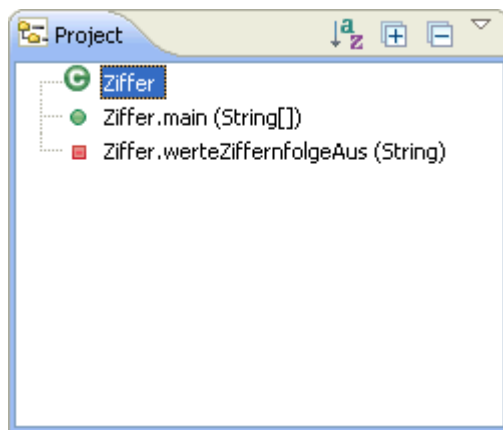 Project
Ziffer
Ziffer.main (String[])
Ziffer.werteZiffernfolgeAus (String)